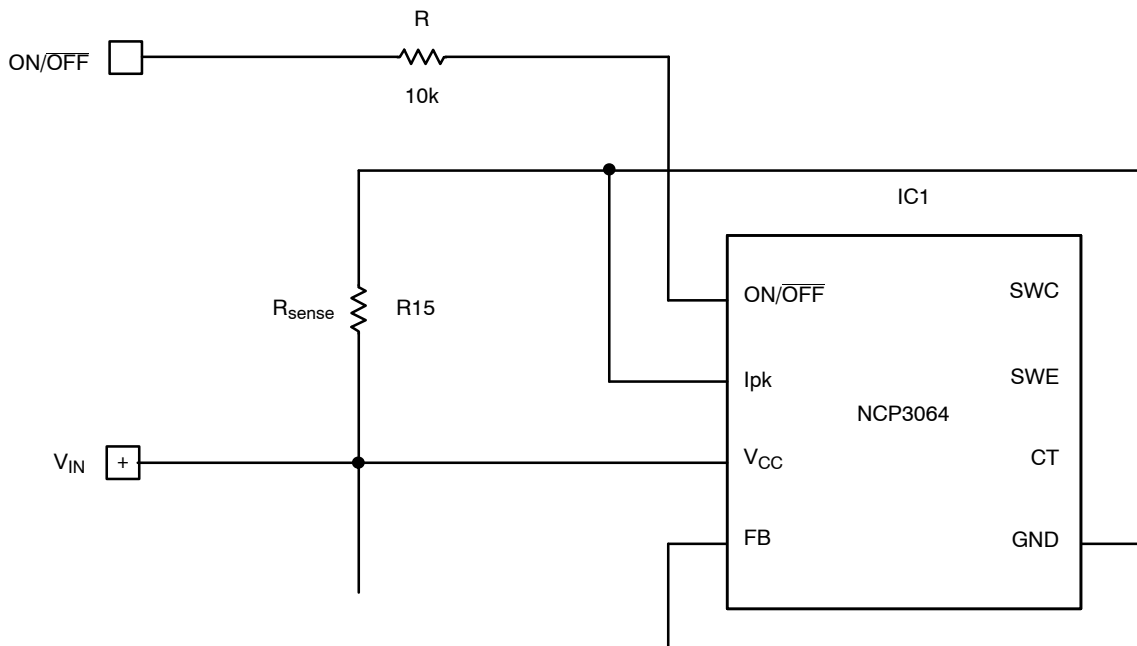 R
ON/OFF
10k
IC1
ON/OFF
SWC
Rsense
R15
Ipk
SWE
NCP3064
VIN
+
VCC
CT
FB
GND